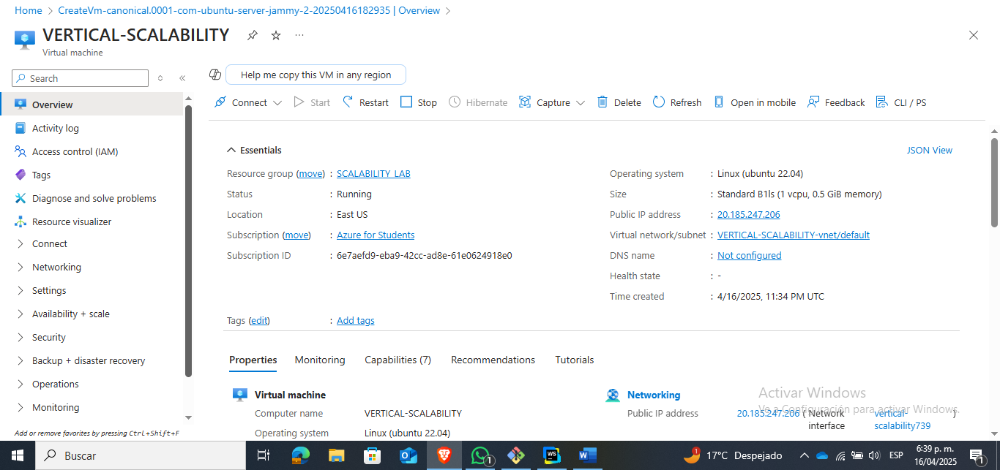 Home > CreateVm-canonical.0001-com-ubuntu-server-jammy-2-20250416182935 | Overview >
VERTICAL-SCALABILITY
Virtual machine
Search
Help me copy this VM in any region
Connect Start Restart Stop Hibernate Capture Delete Refresh Open in mobile Feedback CLI / PS
Overview
Activity log
Access control (IAM)
Tags
Diagnose and solve problems
Resource visualizer
Connect
Networking
Settings
Availability + scale
Security
Backup + disaster recovery
Operations
Monitoring
Add or remove favorites by pressing Ctrl+Shift+F
Essentials
JSON View
Resource group (move) : SCALABILITY_LAB
Status : Running
Location : East US
Subscription (move) : Azure for Students
Subscription ID : 6e7aefd9-eba9-42cc-ad8e-61e0624918e0
Operating system : Linux (ubuntu 22.04)
Size : Standard B1ls (1 vcpu, 0.5 GiB memory)
Public IP address : 20.185.247.206
Virtual network/subnet : VERTICAL-SCALABILITY-vnet/default
DNS name : Not configured
Health state : -
Time created : 4/16/2025, 11:34 PM UTC
Tags (edit) : Add tags
Properties Monitoring Capabilities (7) Recommendations Tutorials
Virtual machine
Computer name VERTICAL-SCALABILITY
Operating system Linux (ubuntu 22.04)
Networking
Public IP address 20.185.247.206 ( Network interface vertical-scalability739 )
Activar Windows
Ve a Configuración para activar Windows.
Buscar
WS
1
1
17°C Despejado
ESP
6:39 p. m.
16/04/2025
1